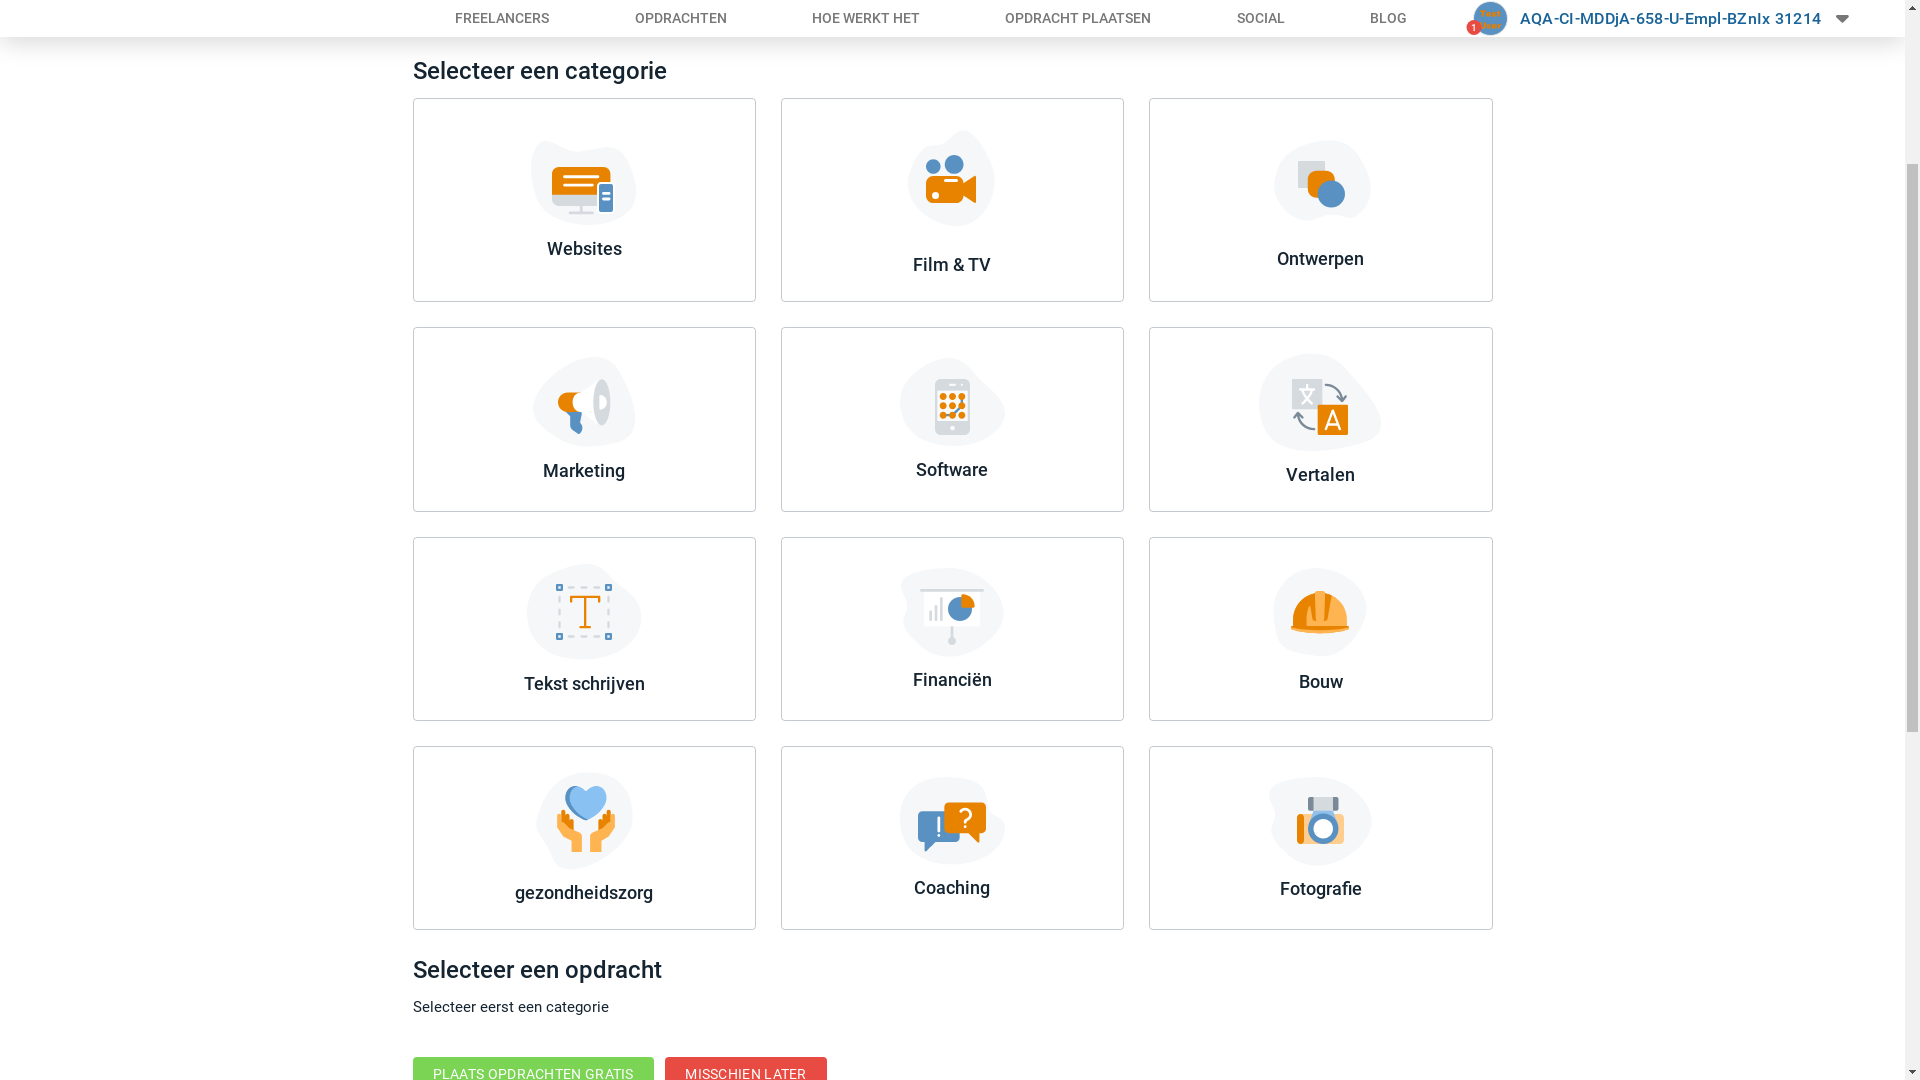 FREELANCERS OPDRACHTEN HOE WERKT HET OPDRACHT PLAATSEN SOCIAL BLOG 1 AQA-CI-MDDjA-658-U-Empl-BZnIx 31214
Selecteer een categorie
Websites
Film & TV
Ontwerpen
Marketing
Software
Vertalen
Tekst schrijven
Financiën
Bouw
gezondheidszorg
Coaching
Fotografie
Selecteer een opdracht
Selecteer eerst een categorie
PLAATS OPDRACHTEN GRATIS MISSCHIEN LATER